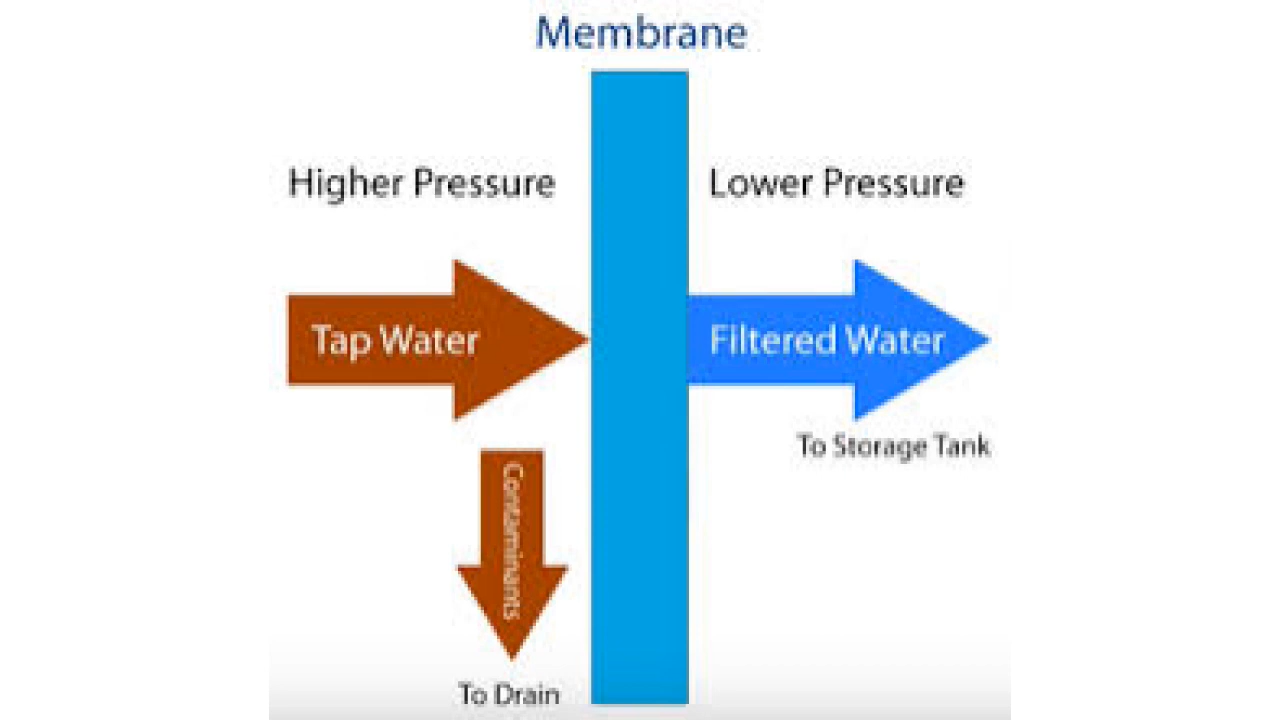 Membrane
Higher Pressure
Lower Pressure
Tap Water
Filtered Water
To Storage Tank
Contaminants
To Drain